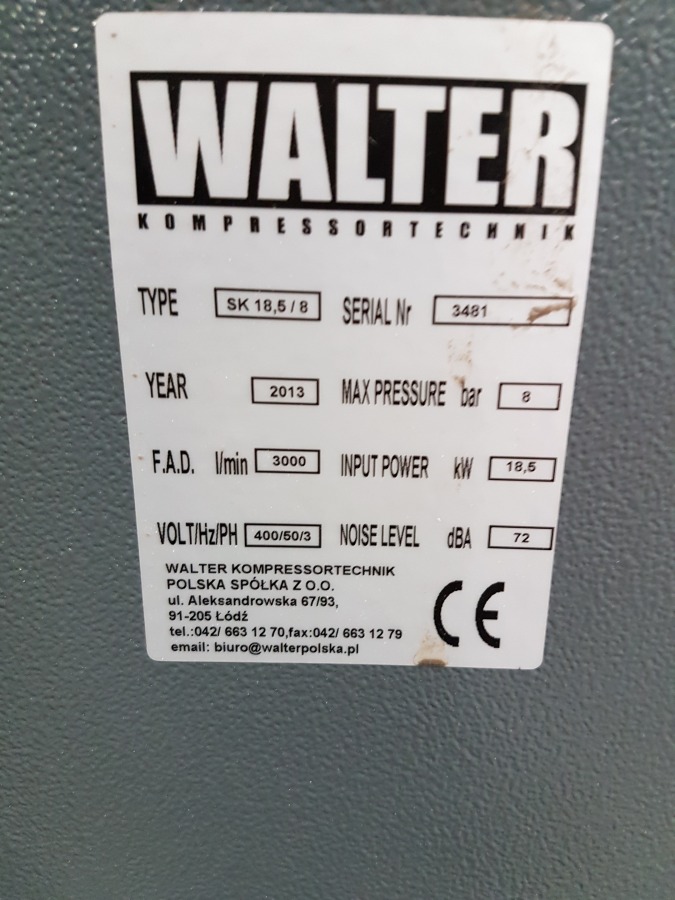 WALTER
KOMPRESSORTECHNIK
TYPE SK 18,5 / 8 SERIAL Nr 3481
YEAR 2013 MAX PRESSURE bar 8
F.A.D. l/min 3000 INPUT POWER kW 18,5
VOLT/Hz/PH 400/50/3 NOISE LEVEL dBA 72
WALTER KOMPRESSORTECHNIK
POLSKA SPÓŁKA Z O.O.
ul. Aleksandrowska 67/93,
91-205 Łódź
tel.:042/ 663 12 70,fax:042/ 663 12 79
email: biuro@walterpolska.pl
CE